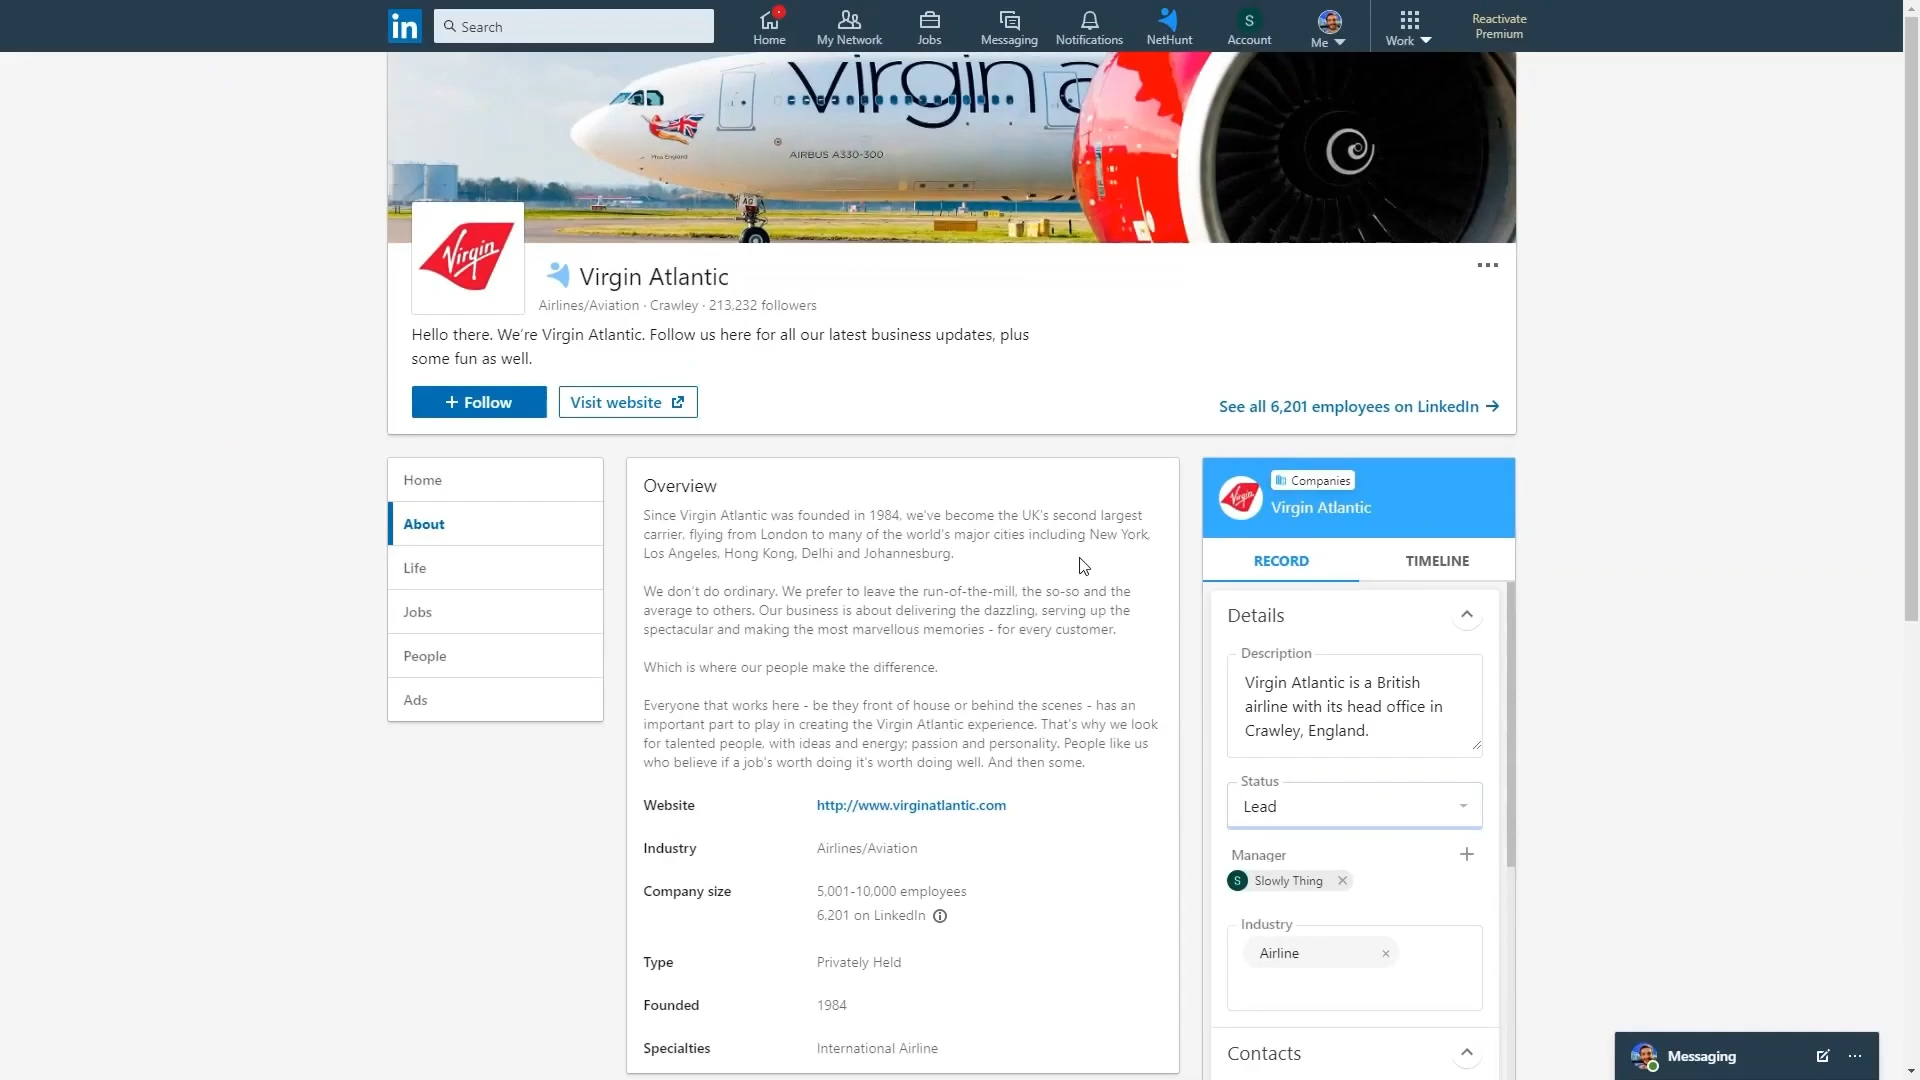 in
Search
Home
My Network
Jobs
Messaging
Notifications
NetHunt
S
Account
Me
Work
Reactivate
Premium
virgin a
AIRBUS A330-300
Miss England
AG
Virgin
Virgin Atlantic
Airlines/Aviation · Crawley · 213,232 followers
Hello there. We’re Virgin Atlantic. Follow us here for all our latest business updates, plus
some fun as well.
+ Follow
Visit website
See all 6,201 employees on LinkedIn →
Home
About
Life
Jobs
People
Ads
Overview
Since Virgin Atlantic was founded in 1984, we've become the UK's second largest
carrier, flying from London to many of the world's major cities including New York,
Los Angeles, Hong Kong, Delhi and Johannesburg.
We don't do ordinary. We prefer to leave the run-of-the-mill, the so-so and the
average to others. Our business is about delivering the dazzling, serving up the
spectacular and making the most marvellous memories - for every customer.
Which is where our people make the difference.
Everyone that works here - be they front of house or behind the scenes - has an
important part to play in creating the Virgin Atlantic experience. That's why we look
for talented people, with ideas and energy; passion and personality. People like us
who believe if a job's worth doing it's worth doing well. And then some.
Website
http://www.virginatlantic.com
Industry
Airlines/Aviation
Company size
5,001-10,000 employees
6,201 on LinkedIn
Type
Privately Held
Founded
1984
Specialties
International Airline
Virgin
Companies
Virgin Atlantic
RECORD
TIMELINE
Details
Description
Virgin Atlantic is a British
airline with its head office in
Crawley, England.
Status
Lead
Manager
S
Slowly Thing
Industry
Airline
Contacts
Messaging